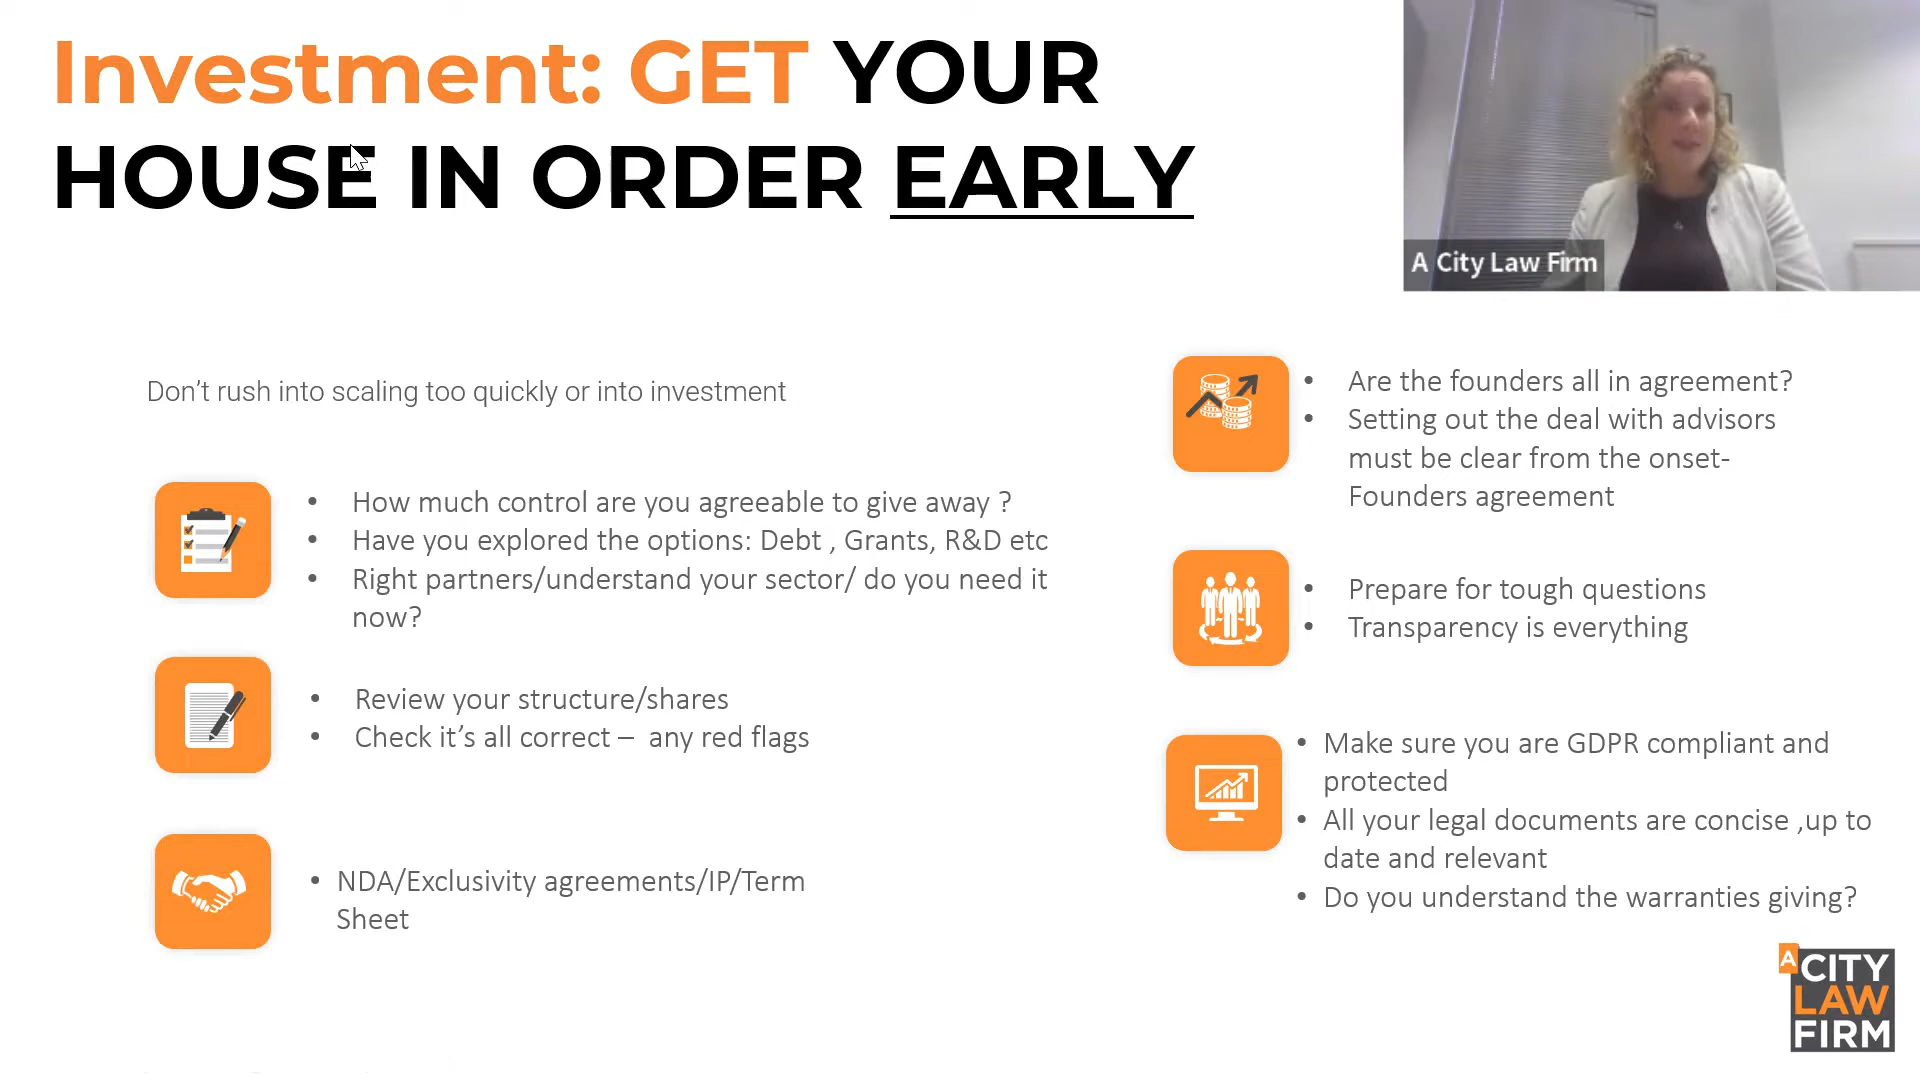 Investment: GET YOUR
HOUSE IN ORDER EARLY
A City Law Firm
Don’t rush into scaling too quickly or into investment
• How much control are you agreeable to give away ?
• Have you explored the options: Debt , Grants, R&D etc
• Right partners/understand your sector/ do you need it
now?
• Review your structure/shares
• Check it’s all correct – any red flags
• NDA/Exclusivity agreements/IP/Term
Sheet
• Are the founders all in agreement?
• Setting out the deal with advisors
must be clear from the onset-
Founders agreement
• Prepare for tough questions
• Transparency is everything
• Make sure you are GDPR compliant and
protected
• All your legal documents are concise ,up to
date and relevant
• Do you understand the warranties giving?
A CITY
LAW
FIRM